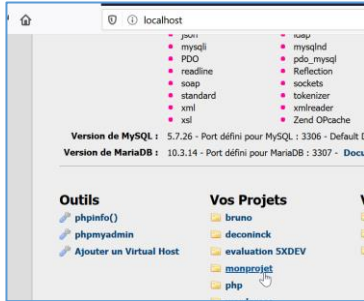 localhost
json ldap
mysqli mysqlnd
PDO pdo_mysql
readline Reflection
soap sockets
standard tokenizer
xml xmlreader
xsl Zend OPcache
Version de MySQL : 5.7.26 - Port défini pour MySQL : 3306 - Default
Version de MariaDB : 10.3.14 - Port défini pour MariaDB : 3307 - Docu
Outils Vos Projets V
phpinfo() bruno
phpmyadmin deconinck
Ajouter un Virtual Host evaluation 5XDEV
monprojet
php